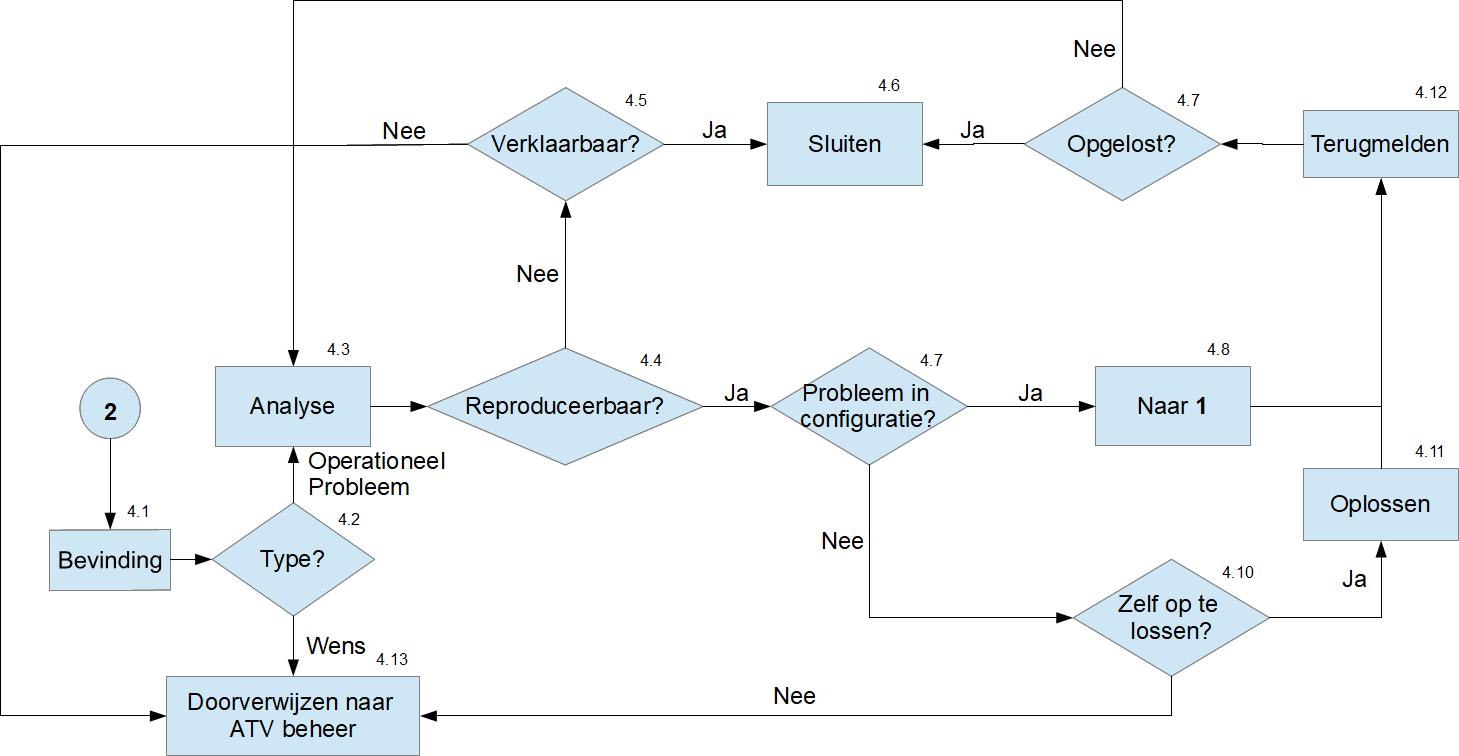 Nee
4.5
4.6
4.7
4.12
Nee
Verklaarbaar?
Ja
Sluiten
Ja
Opgelost?
Terugmelden
Nee
4.3
4.4
4.7
4.8
2
Analyse
Reproduceerbaar?
Ja
Probleem in
configuratie?
Ja
Naar 1
Operationeel
Probleem
4.11
Oplossen
4.1
4.2
Bevinding
Type?
Nee
4.10
Ja
Zelf op te
lossen?
Wens
4.13
Doorverwijzen naar
ATV beheer
Nee